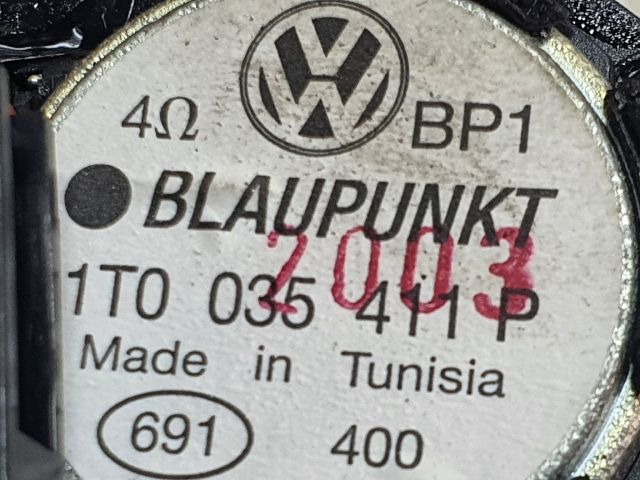 4Ω BP1
BLAUPUNKT
2003
1T0 035 411 P
Made in Tunisia
691 400